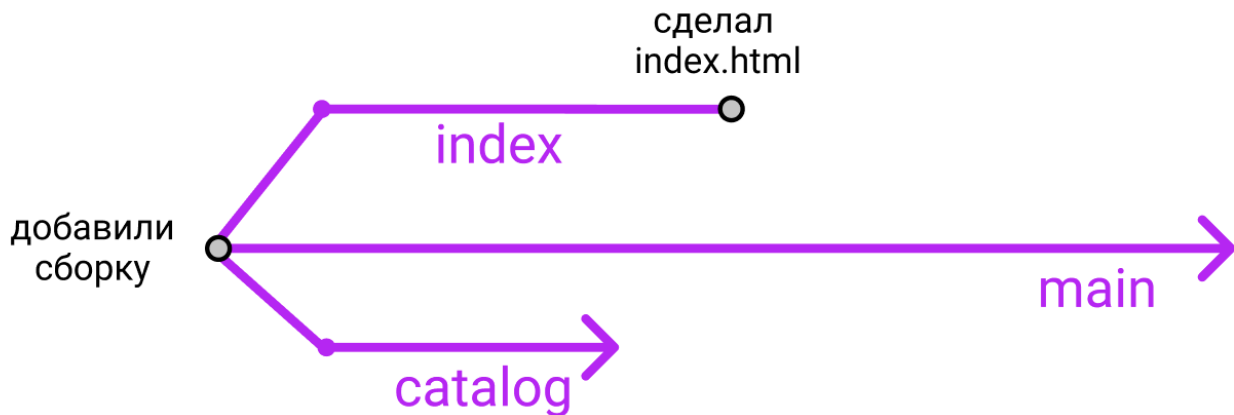 сделал
index.html
index
добавили
сборку
main
catalog